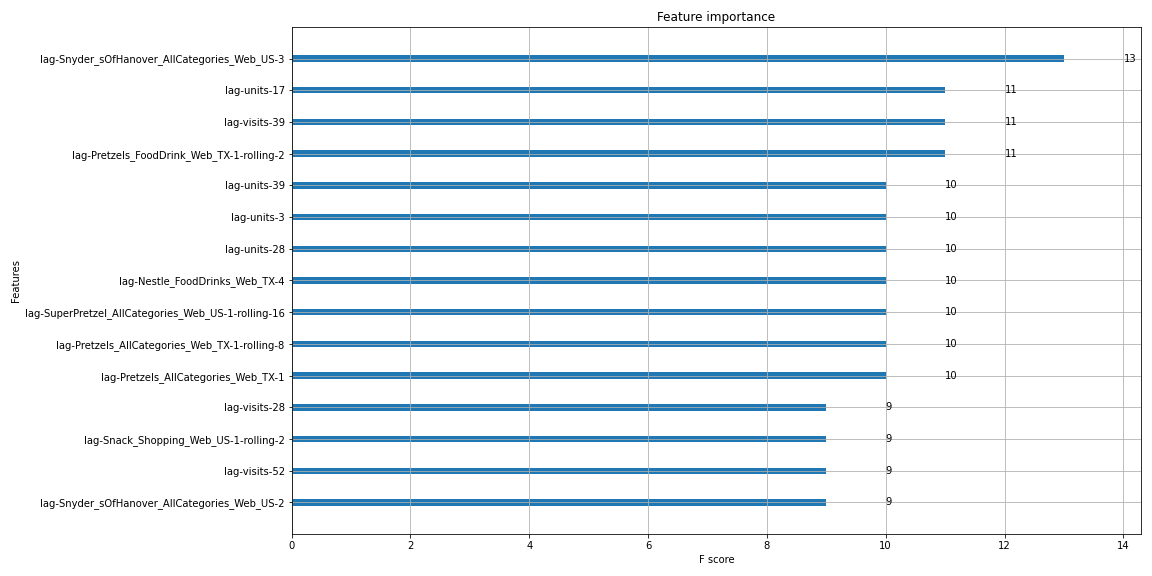 Feature importance
lag-Snyder_sOfHanover_AllCategories_Web_US-3 13
lag-units-17 11
lag-visits-39 11
lag-Pretzels_FoodDrink_Web_TX-1-rolling-2 11
lag-units-39 10
lag-units-3 10
lag-units-28 10
lag-Nestle_FoodDrinks_Web_TX-4 10
lag-SuperPretzel_AllCategories_Web_US-1-rolling-16 10
lag-Pretzels_AllCategories_Web_TX-1-rolling-8 10
lag-Pretzels_AllCategories_Web_TX-1 10
lag-visits-28 9
lag-Snack_Shopping_Web_US-1-rolling-2 9
lag-visits-52 9
lag-Snyder_sOfHanover_AllCategories_Web_US-2 9
Features
0 2 4 6 8 10 12 14
F score